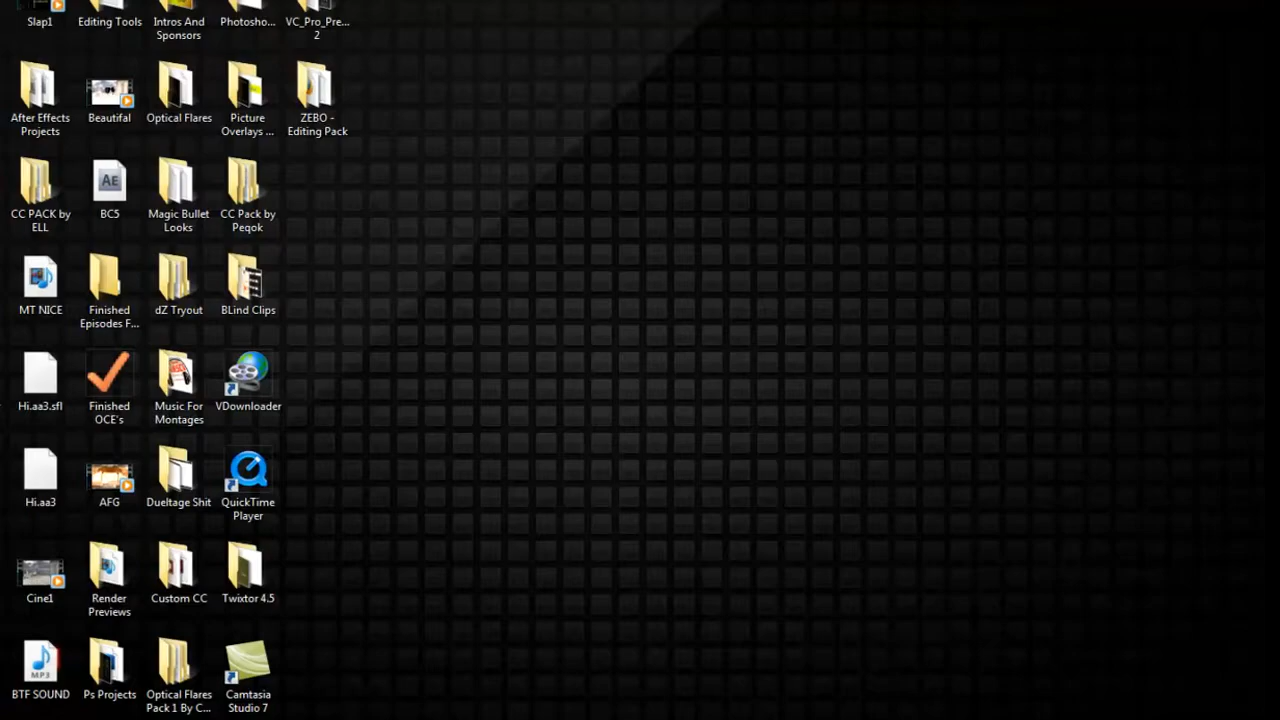 Slap1
Editing Tools
Intros And
Sponsors
Photosho...
VC_Pro_Pre...
2
After Effects
Projects
Beautifal
Optical Flares
Picture
Overlays ...
ZEBO -
Editing Pack
CC PACK by
ELL
AE
BC5
Magic Bullet
Looks
CC Pack by
Peqok
MT NICE
Finished
Episodes F...
dZ Tryout
BLind Clips
Hi.aa3.sfl
Finished
OCE's
Music For
Montages
VDownloader
Hi.aa3
AFG
Dueltage Shit
QuickTime
Player
Cine1
Render
Previews
Custom CC
Twixtor 4.5
MP3
BTF SOUND
Ps Projects
Optical Flares
Pack 1 By C...
Camtasia
Studio 7